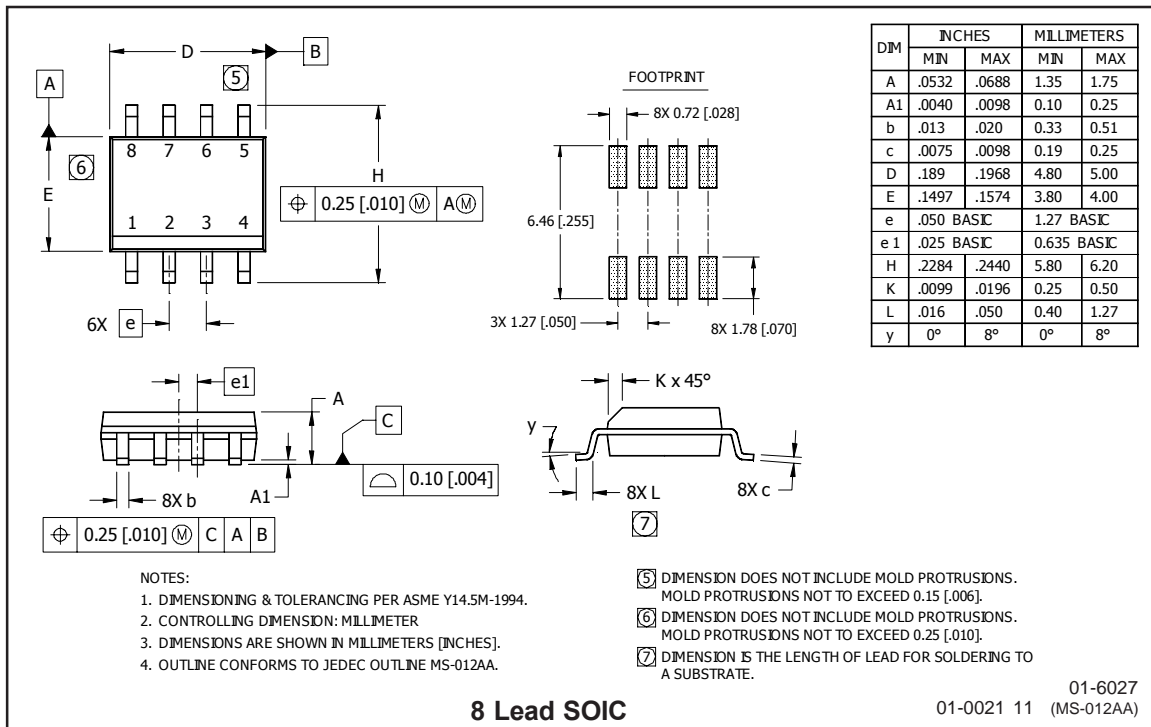 D
B
A
5
8 7 6 5
6
E
H
⌖ 0.25 [.010] Ⓜ A Ⓜ
1 2 3 4
6X e
FOOTPRINT
8X 0.72 [.028]
6.46 [.255]
3X 1.27 [.050]
8X 1.78 [.070]
DIM INCHES MILLIMETERS
MIN MAX MIN MAX
A .0532 .0688 1.35 1.75
A1 .0040 .0098 0.10 0.25
b .013 .020 0.33 0.51
c .0075 .0098 0.19 0.25
D .189 .1968 4.80 5.00
E .1497 .1574 3.80 4.00
e .050 BASIC 1.27 BASIC
e 1 .025 BASIC 0.635 BASIC
H .2284 .2440 5.80 6.20
K .0099 .0196 0.25 0.50
L .016 .050 0.40 1.27
y 0° 8° 0° 8°
e1
A
C
⌓ 0.10 [.004]
8X b
A1
⌖ 0.25 [.010] Ⓜ C A B
K x 45°
y
8X L
8X c
7
NOTES:
1. DIMENSIONING & TOLERANCING PER ASME Y14.5M-1994.
2. CONTROLLING DIMENSION: MILLIMETER
3. DIMENSIONS ARE SHOWN IN MILLIMETERS [INCHES].
4. OUTLINE CONFORMS TO JEDEC OUTLINE MS-012AA.
5 DIMENSION DOES NOT INCLUDE MOLD PROTRUSIONS.
MOLD PROTRUSIONS NOT TO EXCEED 0.15 [.006].
6 DIMENSION DOES NOT INCLUDE MOLD PROTRUSIONS.
MOLD PROTRUSIONS NOT TO EXCEED 0.25 [.010].
7 DIMENSION IS THE LENGTH OF LEAD FOR SOLDERING TO
A SUBSTRATE.
8 Lead SOIC
01-6027
01-0021 11 (MS-012AA)